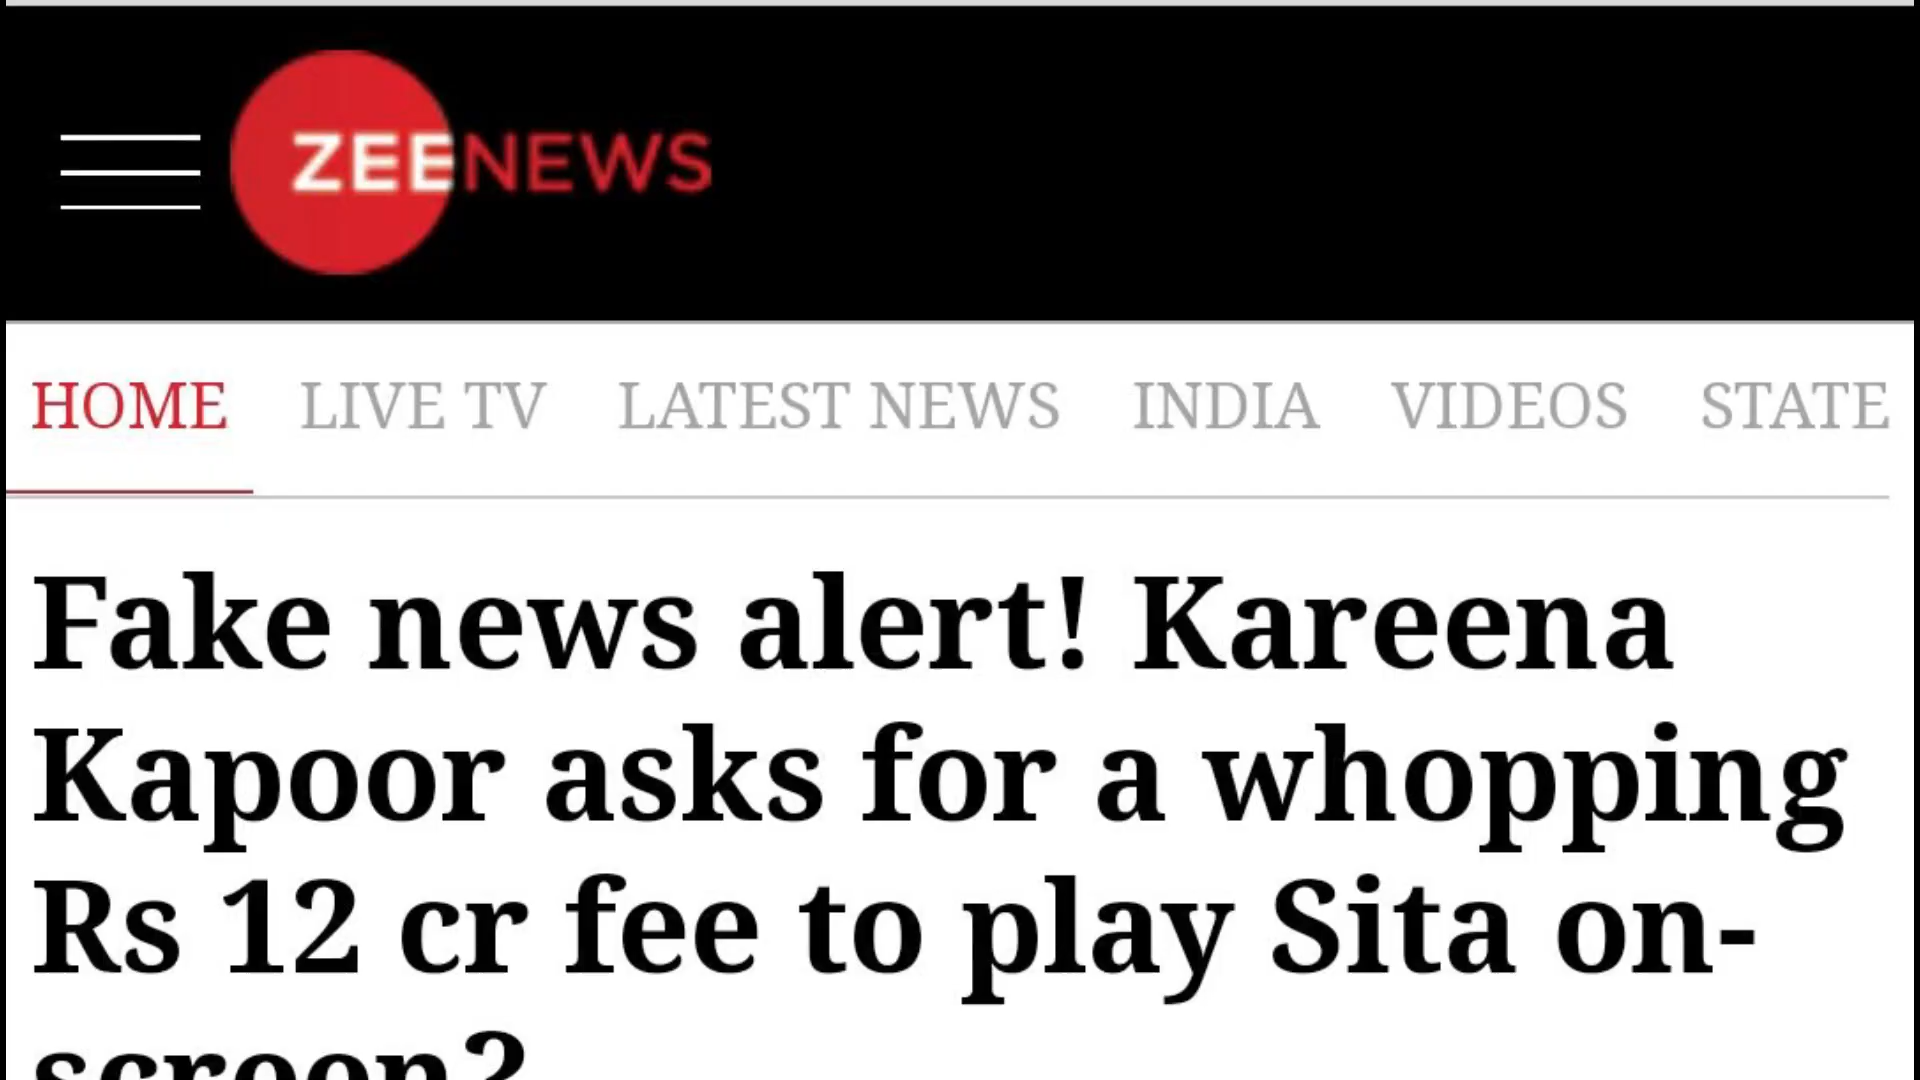 ZEENEWS
HOME LIVE TV LATEST NEWS INDIA VIDEOS STATE
Fake news alert! Kareena
Kapoor asks for a whopping
Rs 12 cr fee to play Sita on-
screen?